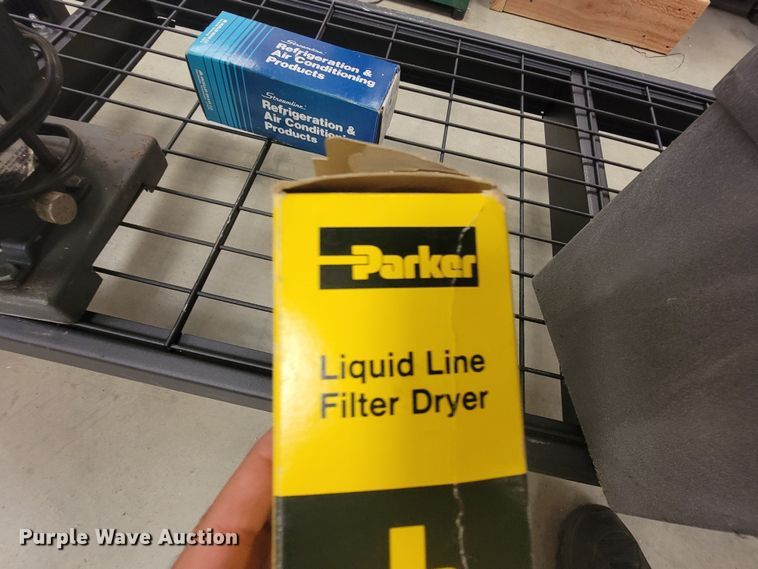 Streamline
Refrigeration &
Air Conditioning
Products
Streamline
Refrigeration &
Air Conditioning
Products
Parker
Liquid Line
Filter Dryer
Purple Wave Auction